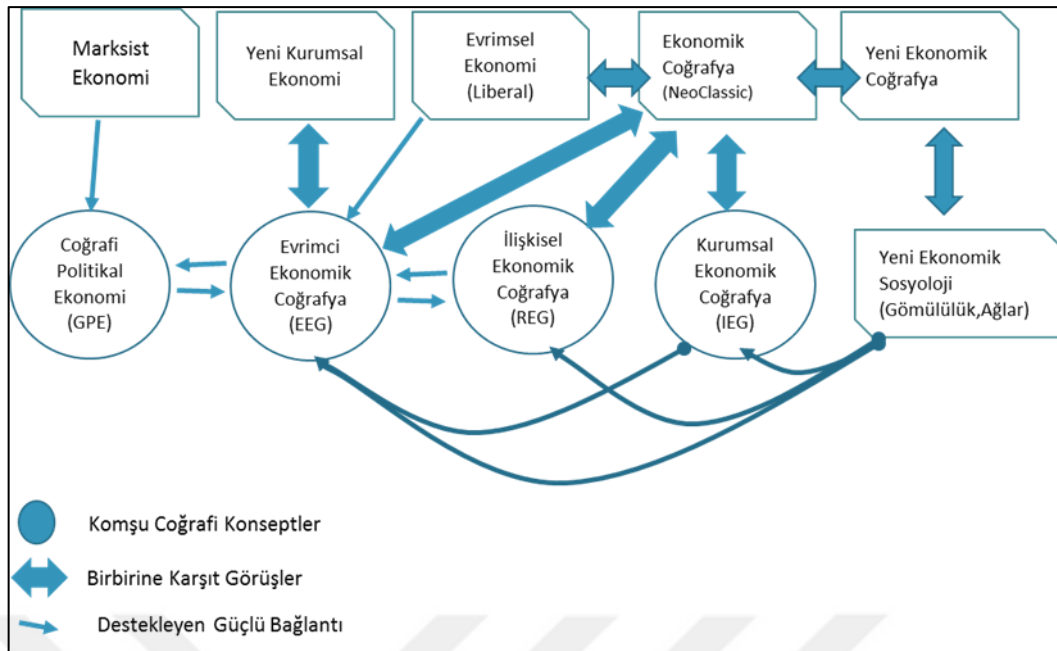 Marksist
Ekonomi
Yeni Kurumsal
Ekonomi
Evrimsel
Ekonomi
(Liberal)
Ekonomik
Coğrafya
(NeoClassic)
Yeni Ekonomik
Coğrafya
Coğrafi
Politikal
Ekonomi
(GPE)
Evrimci
Ekonomik
Coğrafya
(EEG)
İlişkisel
Ekonomik
Coğrafya
(REG)
Kurumsal
Ekonomik
Coğrafya
(IEG)
Yeni Ekonomik
Sosyoloji
(Gömülülük,Ağlar)
Komşu Coğrafi Konseptler
Birbirine Karşıt Görüşler
Destekleyen Güçlü Bağlantı